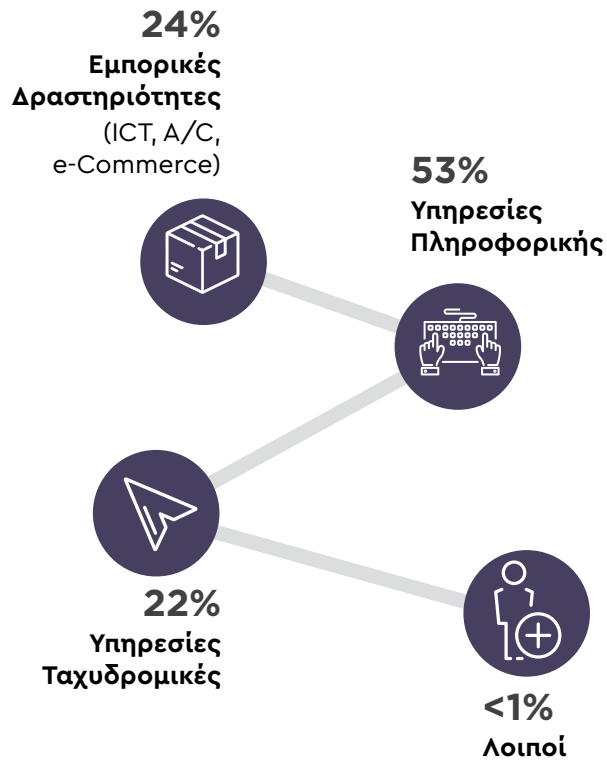 24%
Εμπορικές
Δραστηριότητες
(ICT, A/C,
e-Commerce)
53%
Υπηρεσίες
Πληροφορικής
22%
Υπηρεσίες
Ταχυδρομικές
<1%
Λοιποί